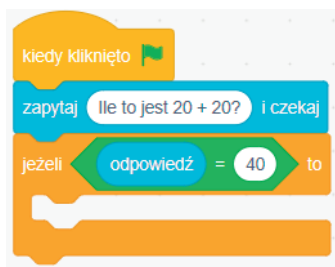 kiedy kliknięto
zapytaj Ile to jest 20 + 20? i czekaj
jeżeli odpowiedź = 40 to